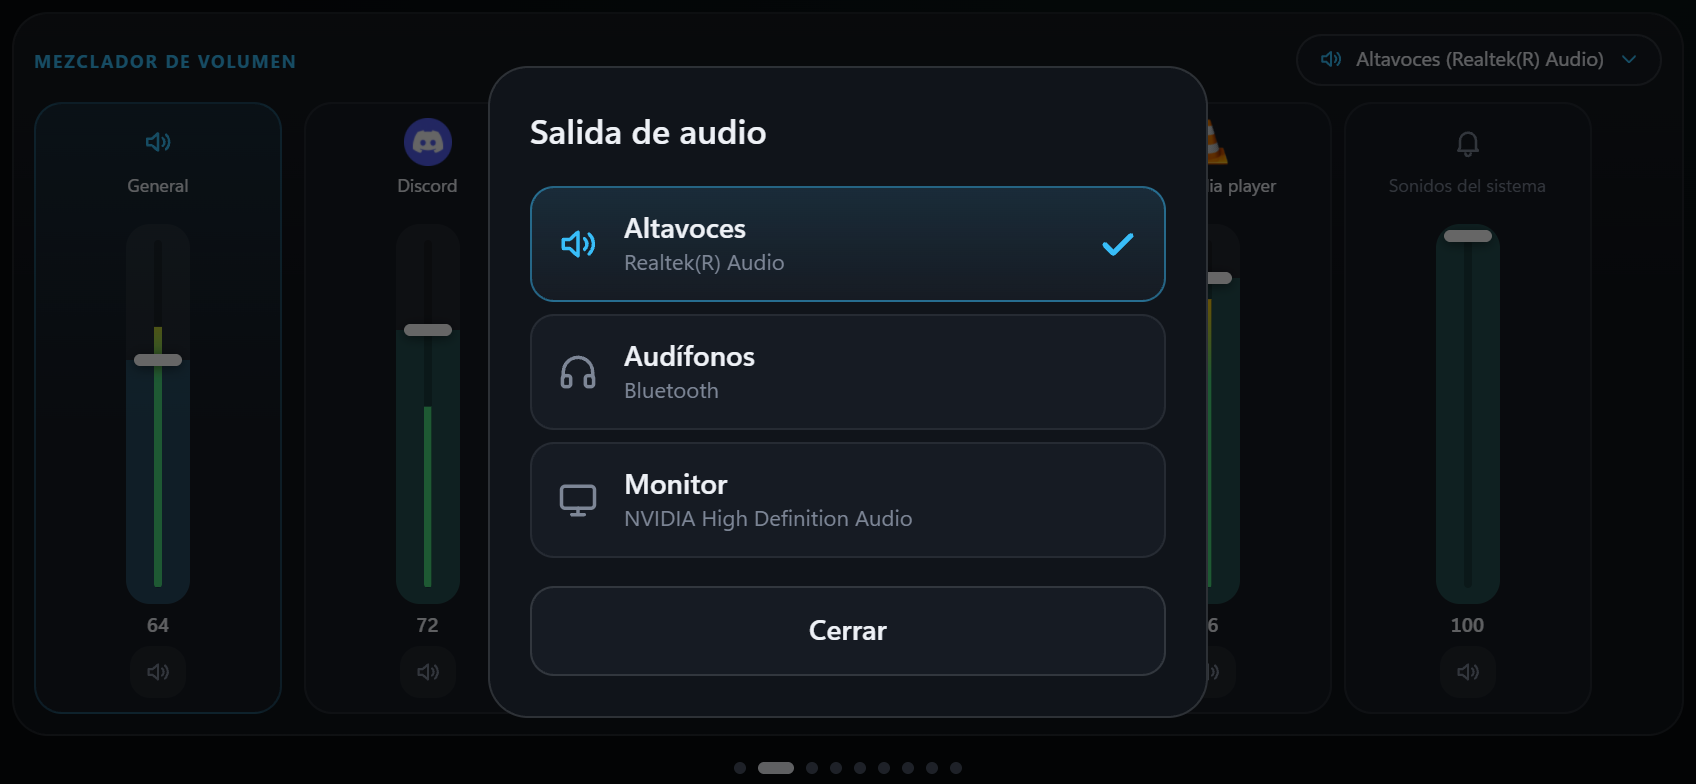 MEZCLADOR DE VOLUMEN
Altavoces (Realtek(R) Audio)
General
Discord
ia player
Sonidos del sistema
Salida de audio
Altavoces
Realtek(R) Audio
Audífonos
Bluetooth
Monitor
NVIDIA High Definition Audio
Cerrar
64
72
6
100